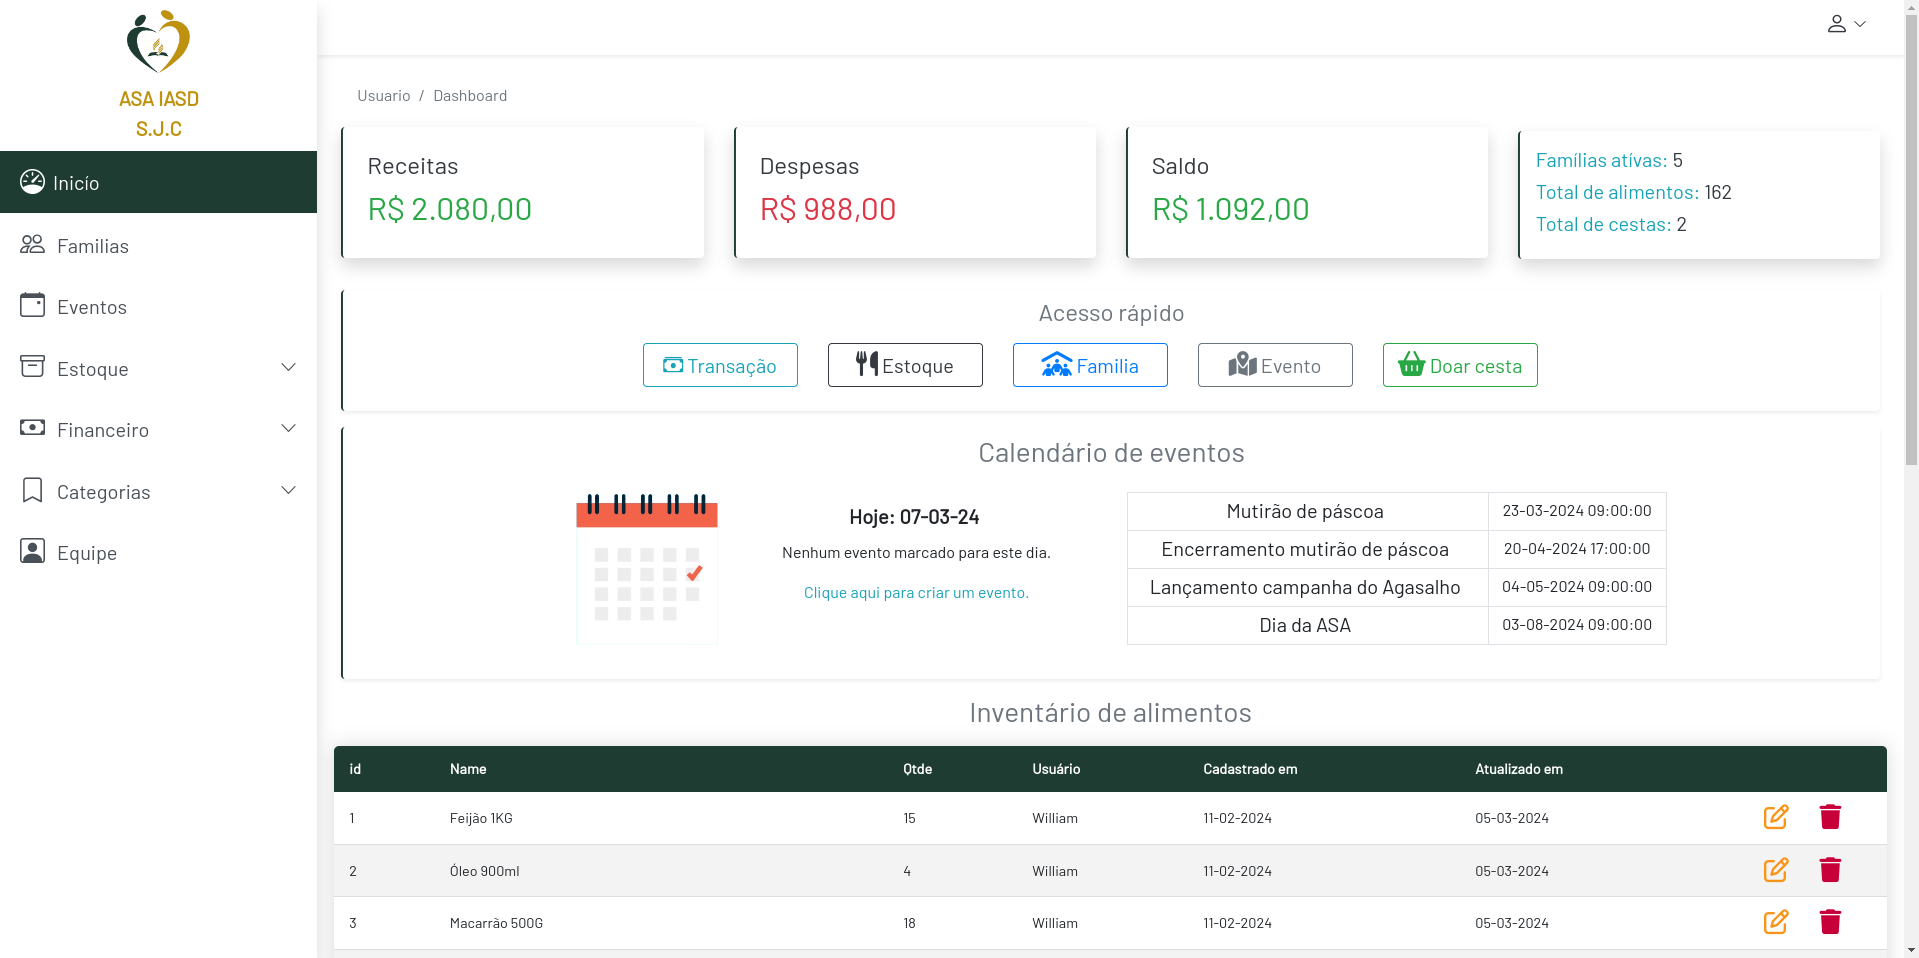 ASA IASD
S.J.C
Inicío
Familias
Eventos
Estoque
Financeiro
Categorias
Equipe
Usuario / Dashboard
Receitas
R$ 2.080,00
Despesas
R$ 988,00
Saldo
R$ 1.092,00
Famílias atívas: 5
Total de alimentos: 162
Total de cestas: 2
Acesso rápido
Transação
Estoque
Familia
Evento
Doar cesta
Calendário de eventos
Hoje: 07-03-24
Nenhum evento marcado para este dia.
Clique aqui para criar um evento.
Mutirão de páscoa 23-03-2024 09:00:00
Encerramento mutirão de páscoa 20-04-2024 17:00:00
Lançamento campanha do Agasalho 04-05-2024 09:00:00
Dia da ASA 03-08-2024 09:00:00
Inventário de alimentos
id Name Qtde Usuário Cadastrado em Atualizado em
1 Feijão 1KG 15 William 11-02-2024 05-03-2024
2 Óleo 900ml 4 William 11-02-2024 05-03-2024
3 Macarrão 500G 18 William 11-02-2024 05-03-2024